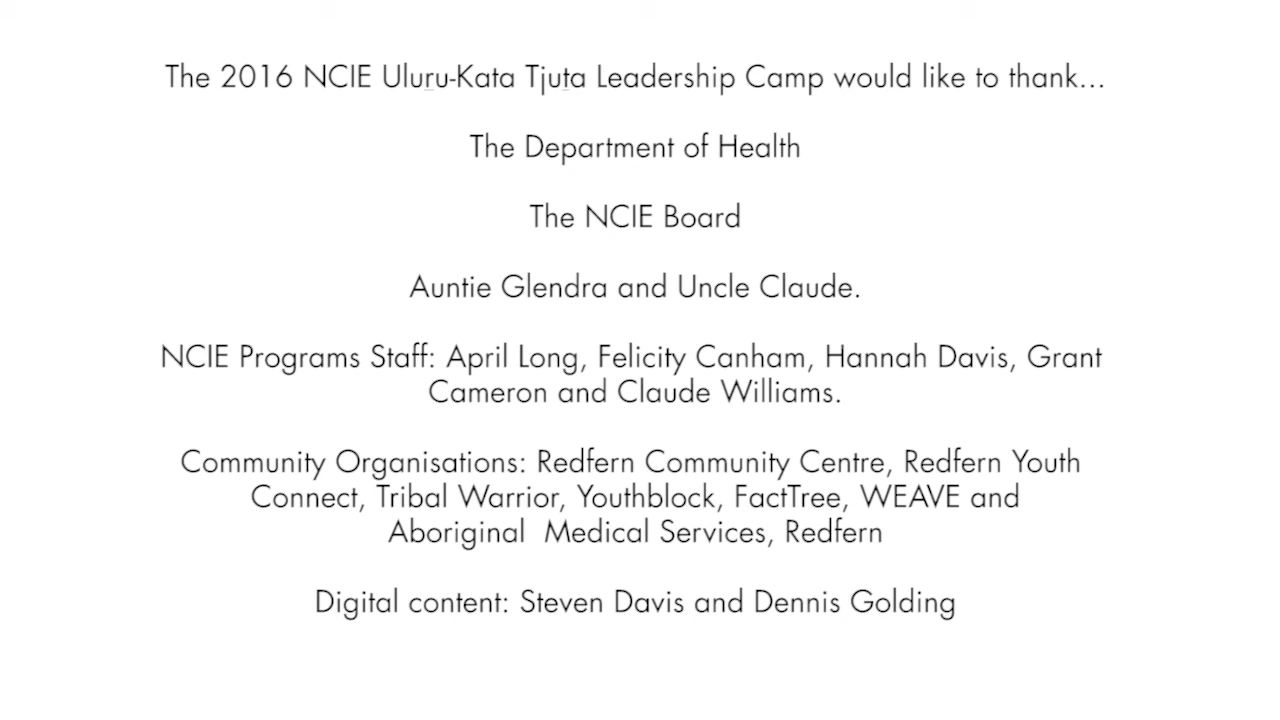 The 2016 NCIE Uluṟu-Kata Tjuṯa Leadership Camp would like to thank...
The Department of Health
The NCIE Board
Auntie Glendra and Uncle Claude.
NCIE Programs Staff: April Long, Felicity Canham, Hannah Davis, Grant
Cameron and Claude Williams.
Community Organisations: Redfern Community Centre, Redfern Youth
Connect, Tribal Warrior, Youthblock, FactTree, WEAVE and
Aboriginal  Medical Services, Redfern
Digital content: Steven Davis and Dennis Golding